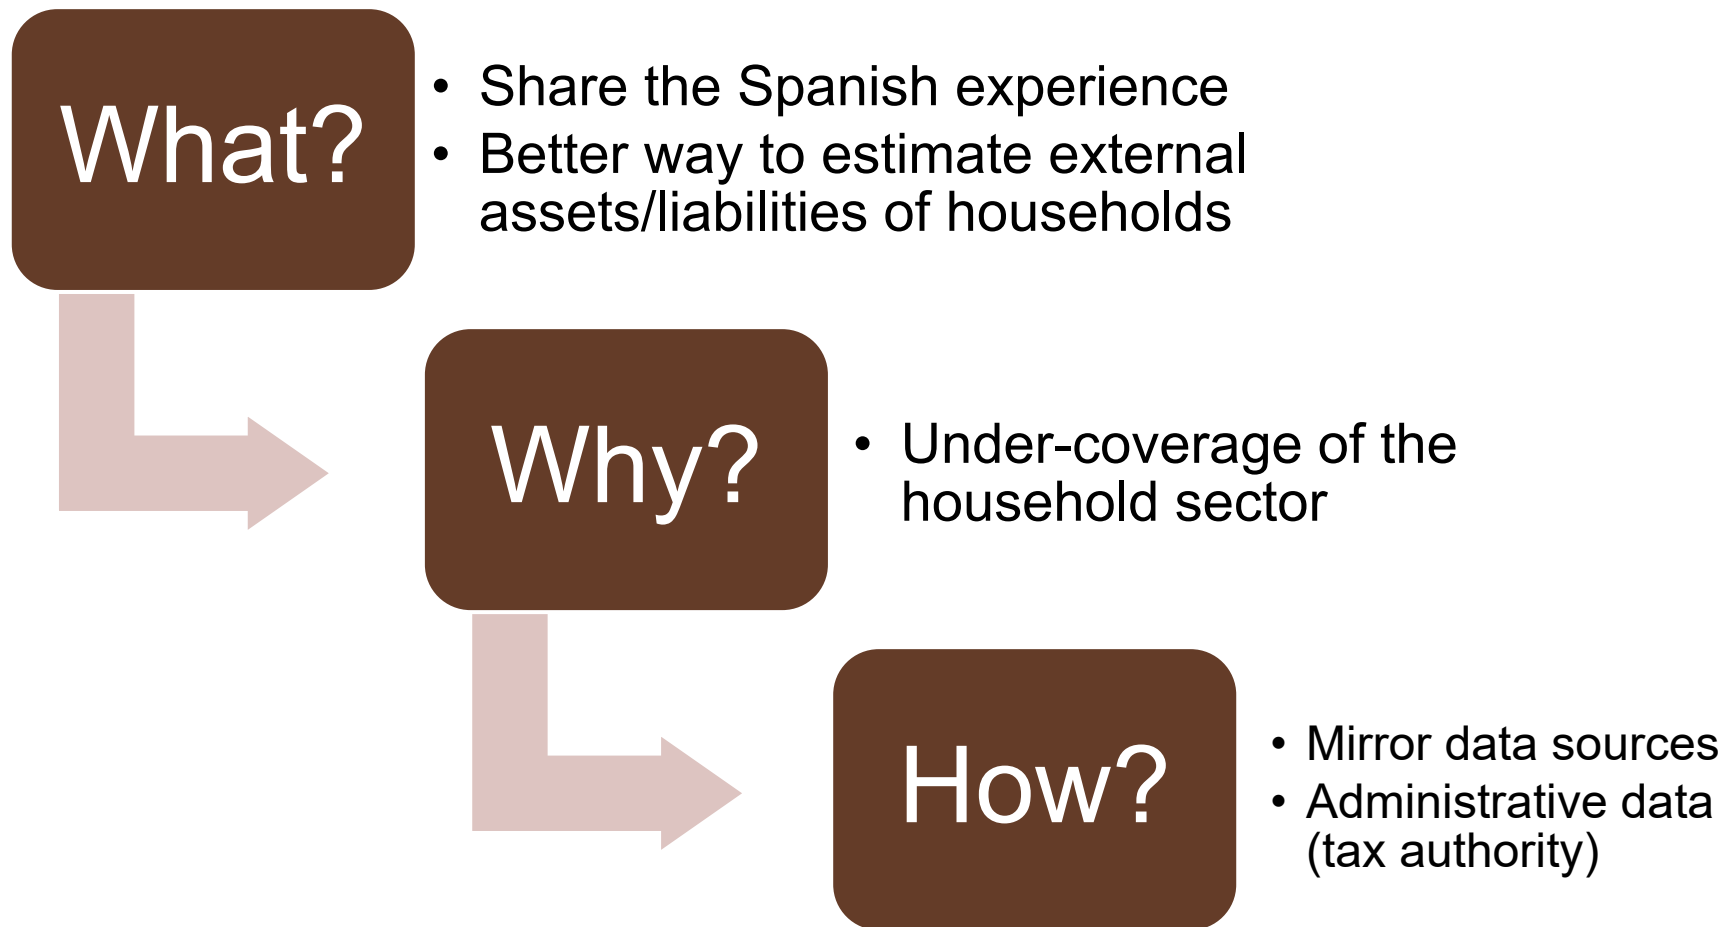 What?
• Share the Spanish experience
• Better way to estimate external
assets/liabilities of households
Why?
• Under-coverage of the
household sector
How?
• Mirror data sources
• Administrative data
(tax authority)